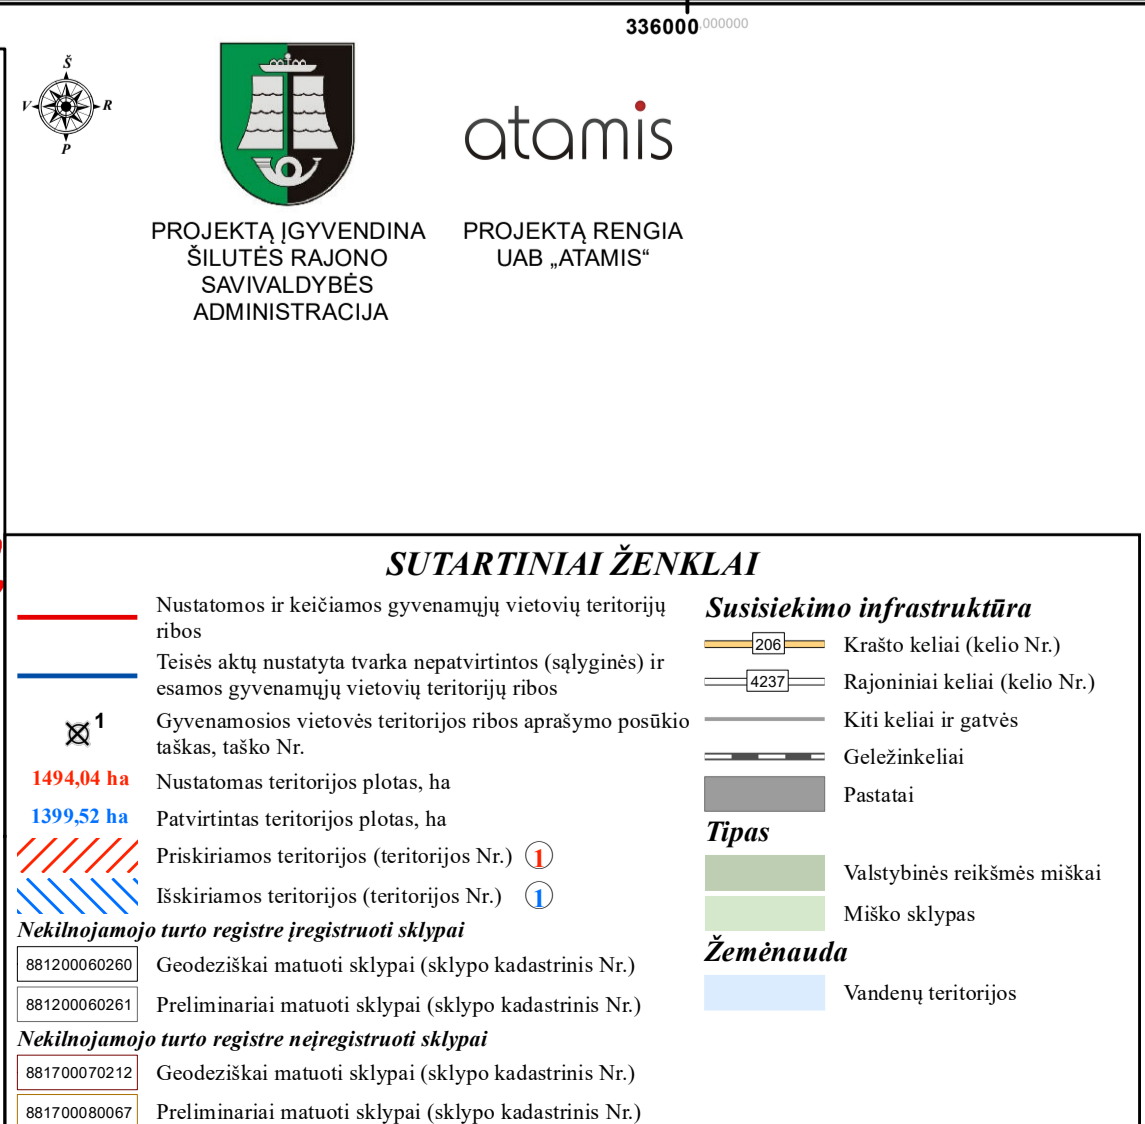 336000,000000
Š
V
R
P
atamis
PROJEKTĄ ĮGYVENDINA
ŠILUTĖS RAJONO
SAVIVALDYBĖS
ADMINISTRACIJA
PROJEKTĄ RENGIA
UAB „ATAMIS“
SUTARTINIAI ŽENKLAI
Nustatomos ir keičiamos gyvenamųjų vietovių teritorijų
ribos
Teisės aktų nustatyta tvarka nepatvirtintos (sąlyginės) ir
esamos gyvenamųjų vietovių teritorijų ribos
1
Gyvenamosios vietovės teritorijos ribos aprašymo posūkio
taškas, taško Nr.
1494,04 ha Nustatomas teritorijos plotas, ha
1399,52 ha Patvirtintas teritorijos plotas, ha
Priskiriamos teritorijos (teritorijos Nr.) 1
Išskiriamos teritorijos (teritorijos Nr.) 1
Nekilnojamojo turto registre įregistruoti sklypai
881200060260 Geodeziškai matuoti sklypai (sklypo kadastrinis Nr.)
881200060261 Preliminariai matuoti sklypai (sklypo kadastrinis Nr.)
Nekilnojamojo turto registre neįregistruoti sklypai
881700070212 Geodeziškai matuoti sklypai (sklypo kadastrinis Nr.)
881700080067 Preliminariai matuoti sklypai (sklypo kadastrinis Nr.)
Susisiekimo infrastruktūra
206 Krašto keliai (kelio Nr.)
4237 Rajoniniai keliai (kelio Nr.)
Kiti keliai ir gatvės
Geležinkeliai
Pastatai
Tipas
Valstybinės reikšmės miškai
Miško sklypas
Žemėnauda
Vandenų teritorijos